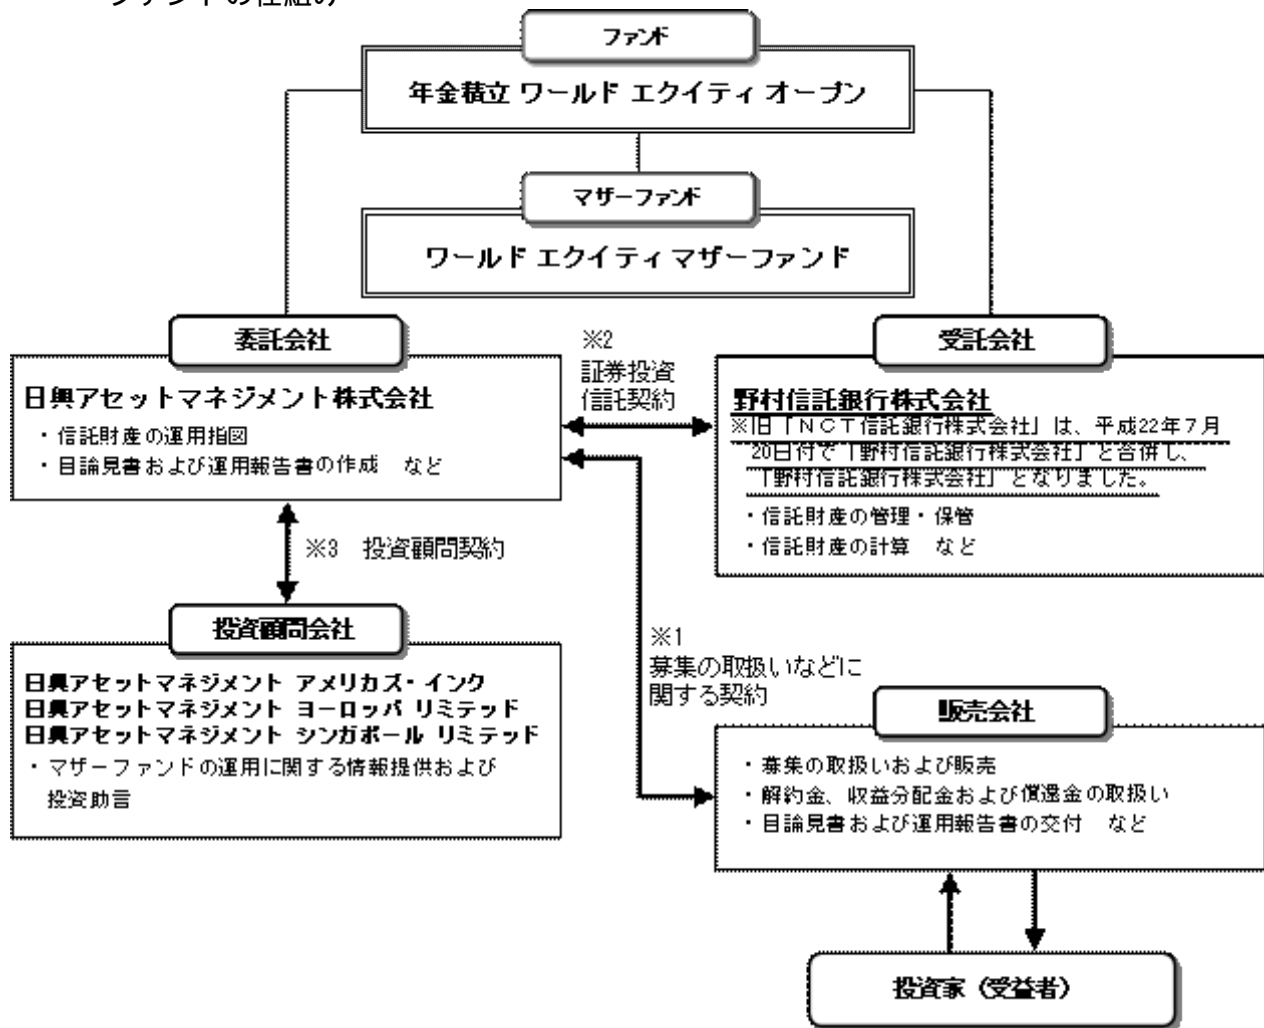 ファンドの仕組み
ファンド
年金積立 ワールド エクイティ オープン
マザーファンド
ワールド エクイティ マザーファンド
委託会社
日興アセットマネジメント株式会社
・信託財産の運用指図
・目論見書および運用報告書の作成 など
※2
証券投資
信託契約
受託会社
野村信託銀行株式会社
※旧「NCT信託銀行株式会社」は、平成22年7月
20日付で「野村信託銀行株式会社」と合併し、
「野村信託銀行株式会社」となりました。
・信託財産の管理・保管
・信託財産の計算 など
※3 投資顧問契約
投資顧問会社
日興アセットマネジメント アメリカズ・インク
日興アセットマネジメント ヨーロッパ リミテッド
日興アセットマネジメント シンガポール リミテッド
・マザーファンドの運用に関する情報提供および
投資助言
※1
募集の取扱いなどに
関する契約
販売会社
・募集の取扱いおよび販売
・解約金、収益分配金および償還金の取扱い
・目論見書および運用報告書の交付 など
投資家（受益者）